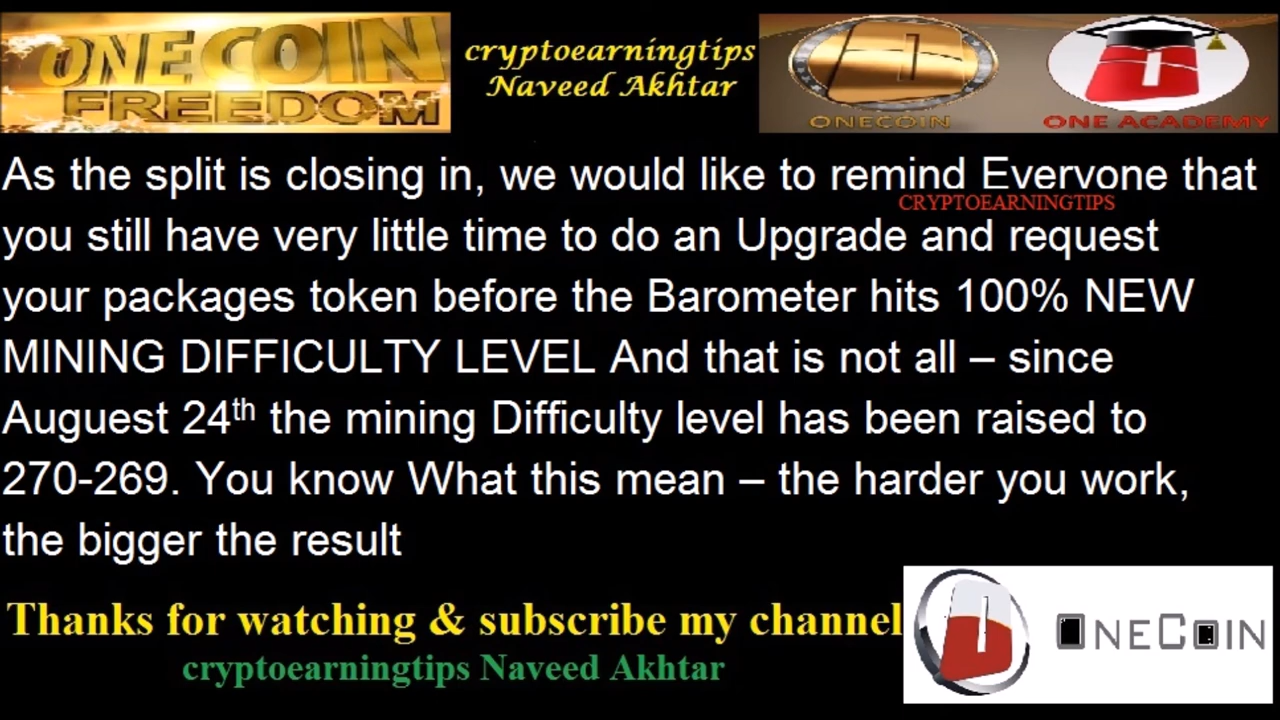 ONE COIN
FREEDOM
cryptoearningtips
Naveed Akhtar
ONECOIN
ONE ACADEMY
As the split is closing in, we would like to remind Everyone that
CRYPTOEARNINGTIPS
you still have very little time to do an Upgrade and request
your packages token before the Barometer hits 100% NEW
MINING DIFFICULTY LEVEL And that is not all – since
Auguest 24th the mining Difficulty level has been raised to
270-269. You know What this mean – the harder you work,
the bigger the result
Thanks for watching & subscribe my channel
cryptoearningtips Naveed Akhtar
ONECOIN